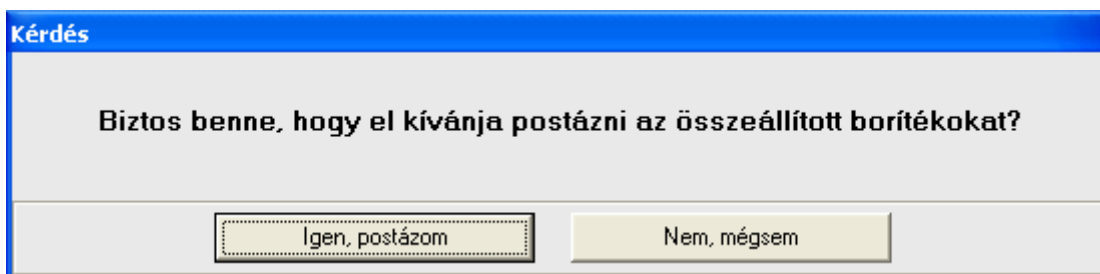 Kérdés
Biztos benne, hogy el kívánja postázni az összeállított borítékokat?
Igen, postázom
Nem, mégsem